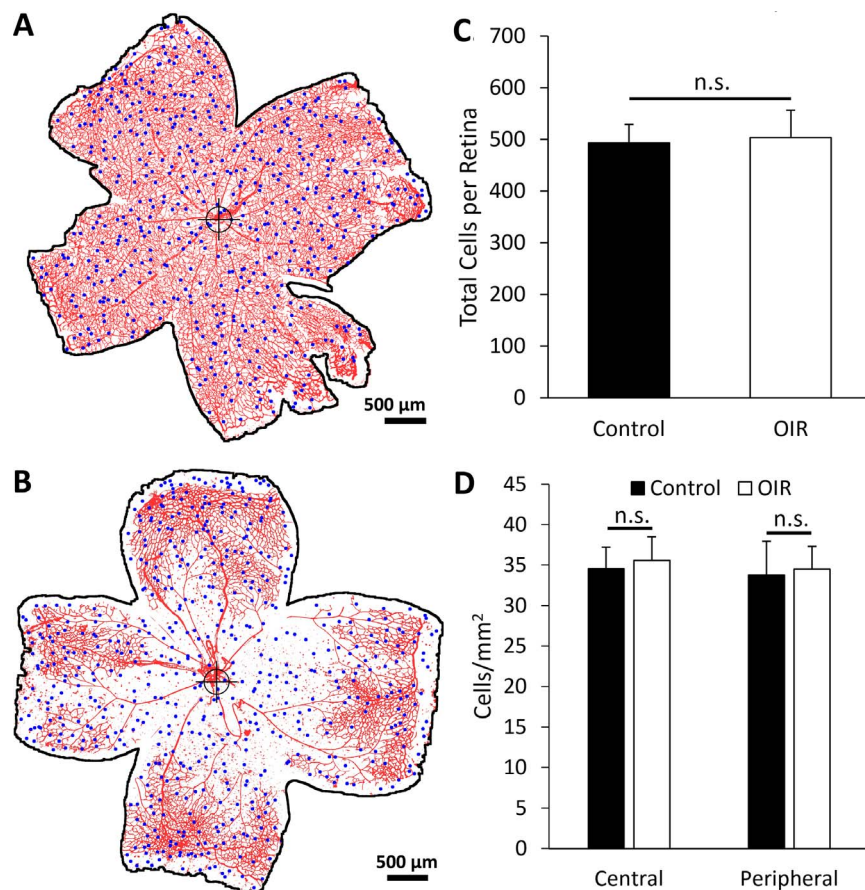 A
500 µm
B
500 µm
C
Total Cells per Retina
700
600
500
400
300
200
100
0
n.s.
Control
OIR
D
Cells/mm²
45
40
35
30
25
20
15
10
5
0
Control OIR
n.s.
n.s.
Central
Peripheral